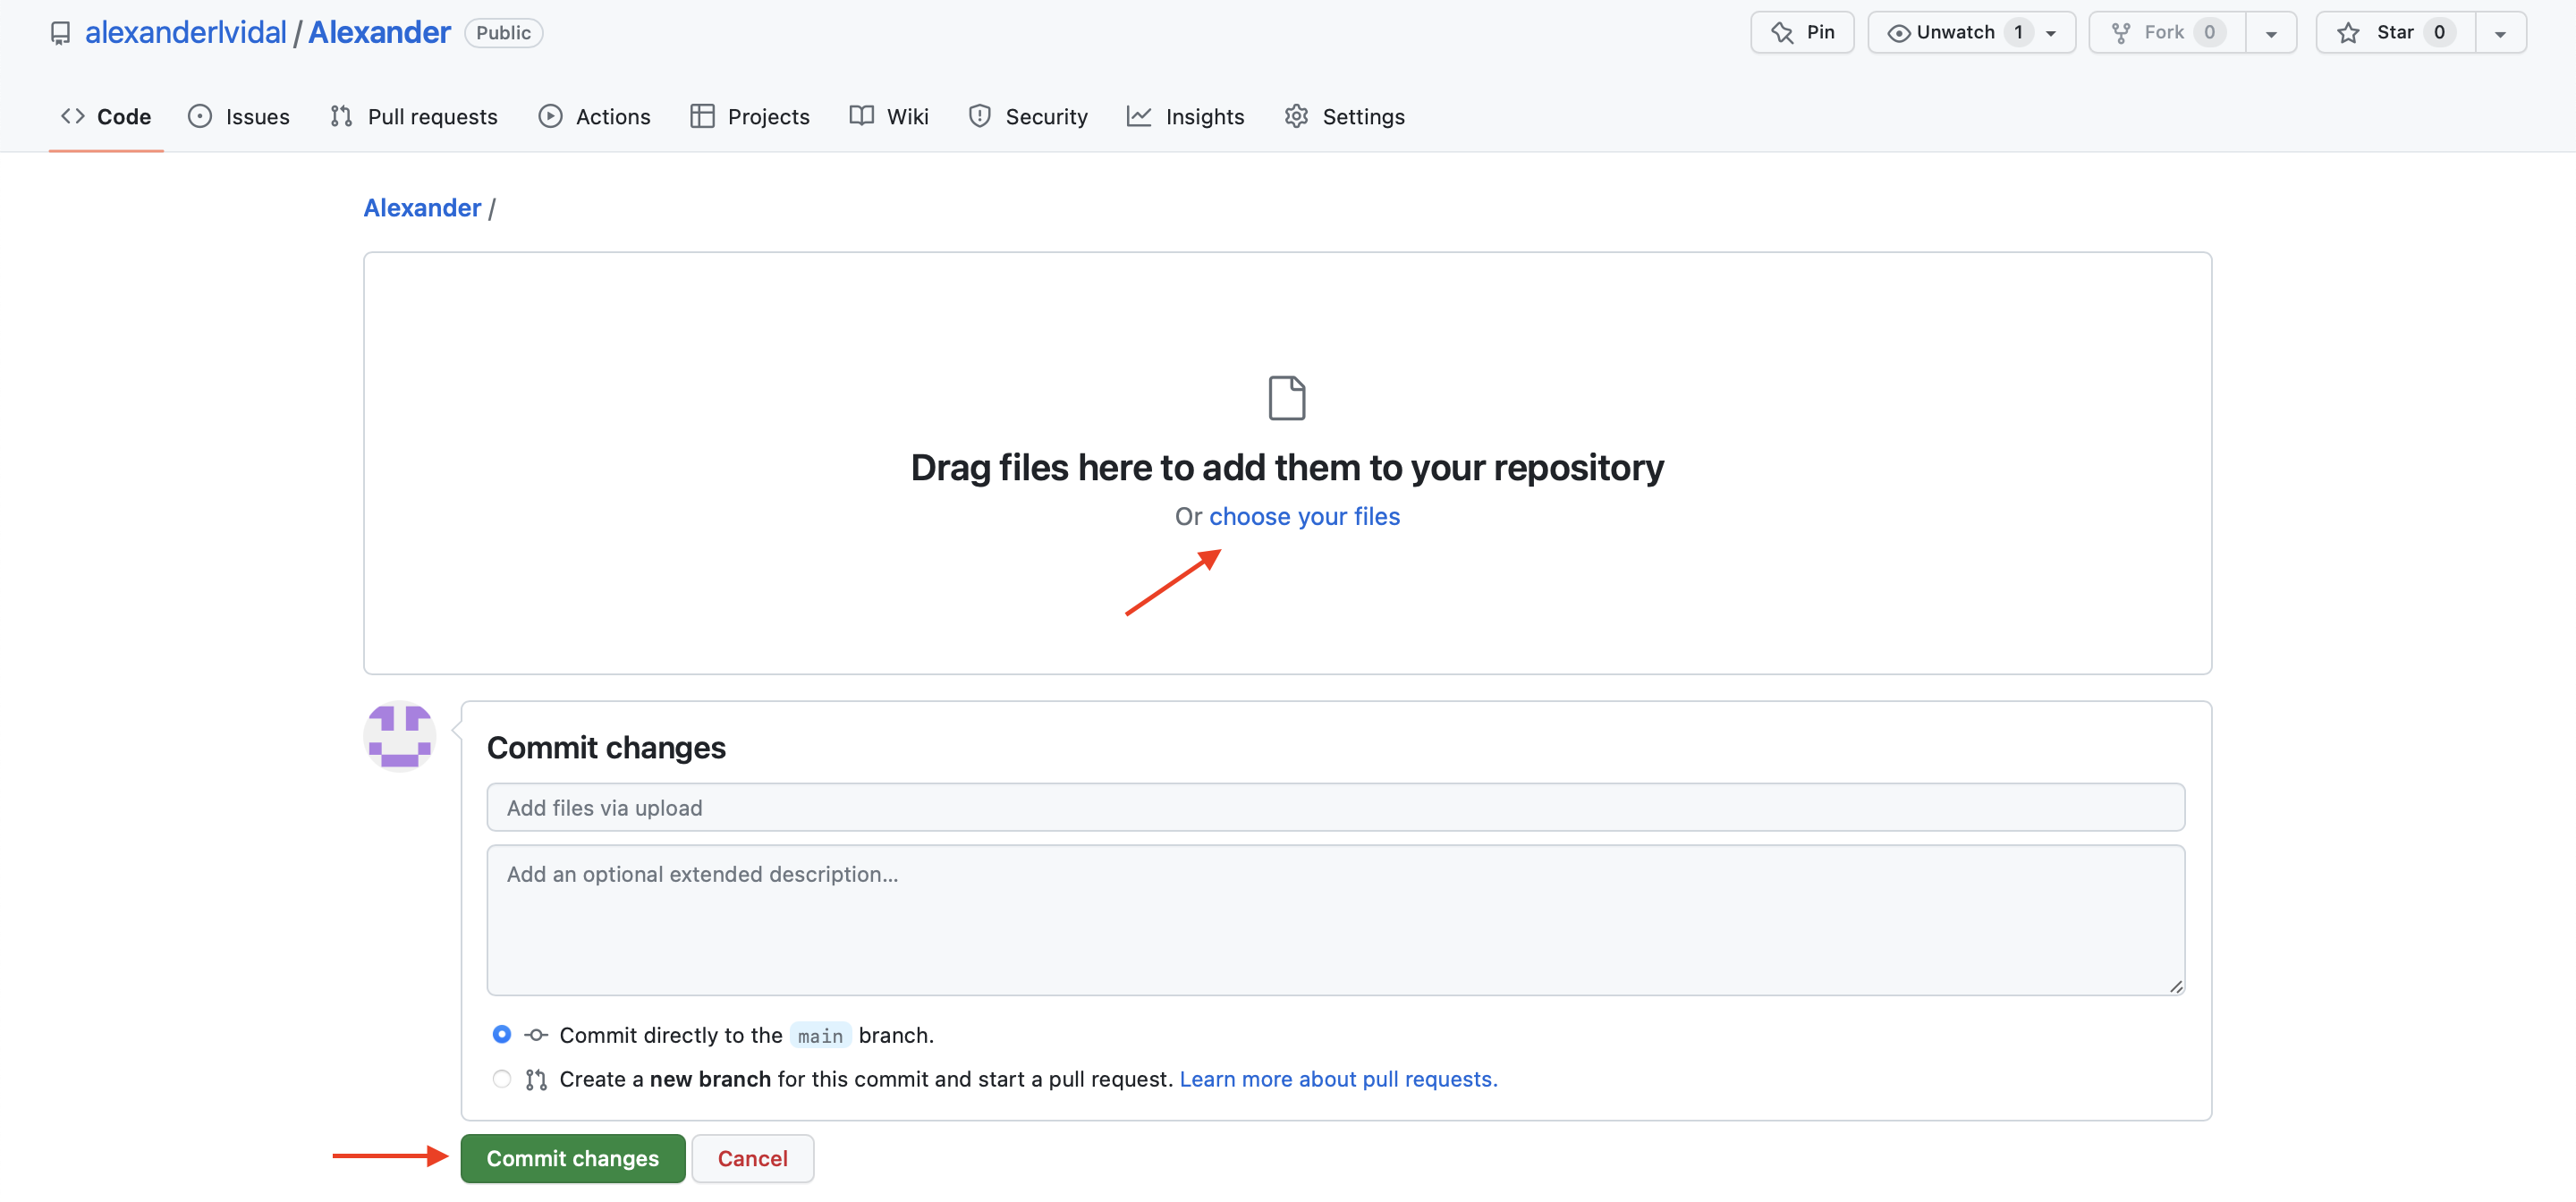 alexanderlvidal / Alexander Public Pin Unwatch 1 Fork 0 Star 0
Code Issues Pull requests Actions Projects Wiki Security Insights Settings
Alexander /
Drag files here to add them to your repository
Or choose your files
Commit changes
Add files via upload
Add an optional extended description...
Commit directly to the main branch.
Create a new branch for this commit and start a pull request. Learn more about pull requests.
Commit changes Cancel